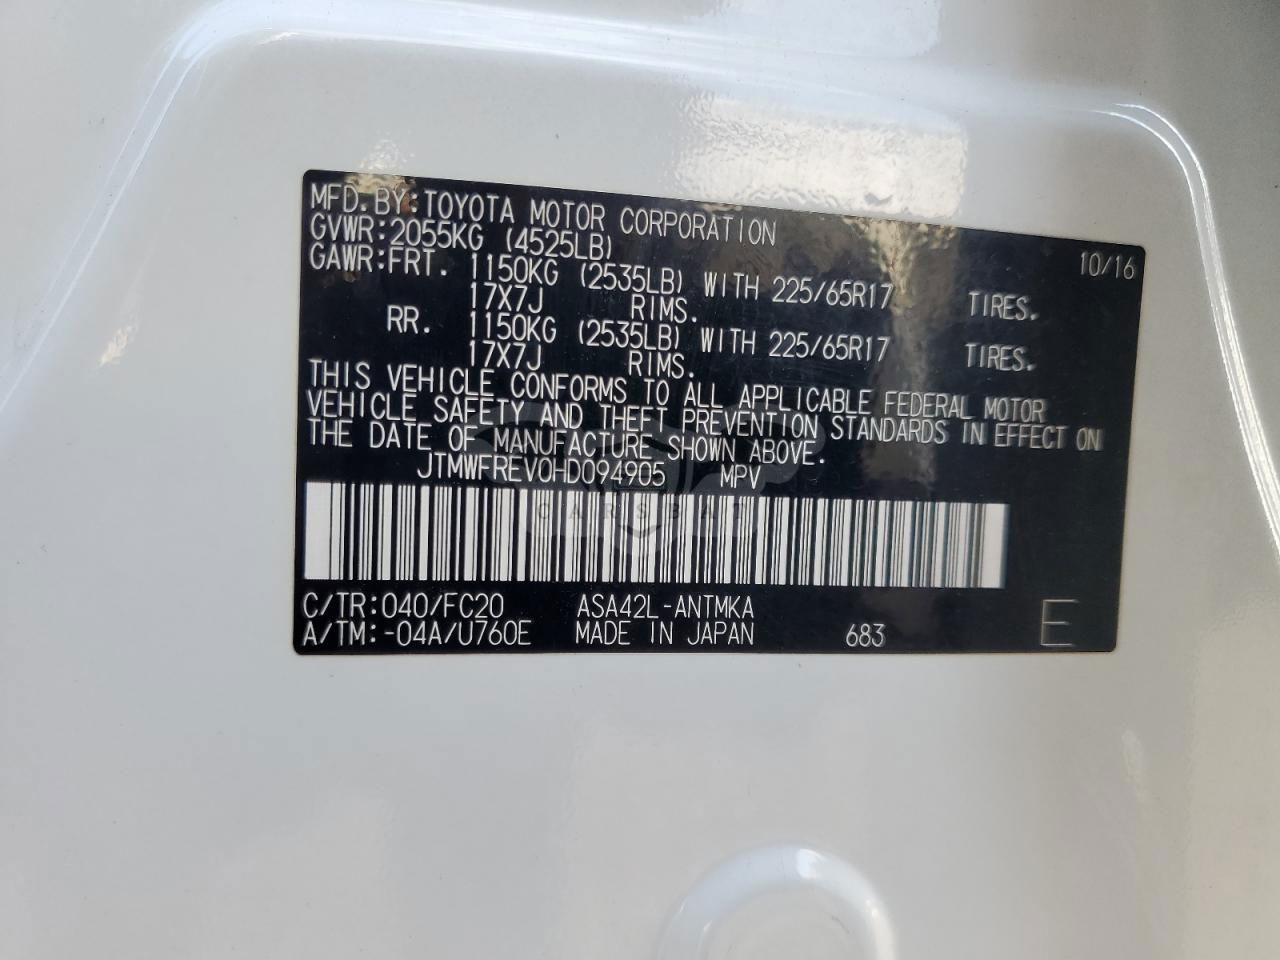 MFD. BY: TOYOTA MOTOR CORPORATION 10/16
GVWR: 2055KG (4525LB)
GAWR: FRT. 1150KG (2535LB) WITH 225/65R17 TIRES.
17X7J RIMS.
RR. 1150KG (2535LB) WITH 225/65R17 TIRES.
17X7J RIMS.
THIS VEHICLE CONFORMS TO ALL APPLICABLE FEDERAL MOTOR
VEHICLE SAFETY AND THEFT PREVENTION STANDARDS IN EFFECT ON
THE DATE OF MANUFACTURE SHOWN ABOVE.
JTMWFREV0HD094905 MPV
CARSBAT
C/TR: 040/FC20 ASA42L-ANTMKA
A/TM: -04A/U760E MADE IN JAPAN 683 E